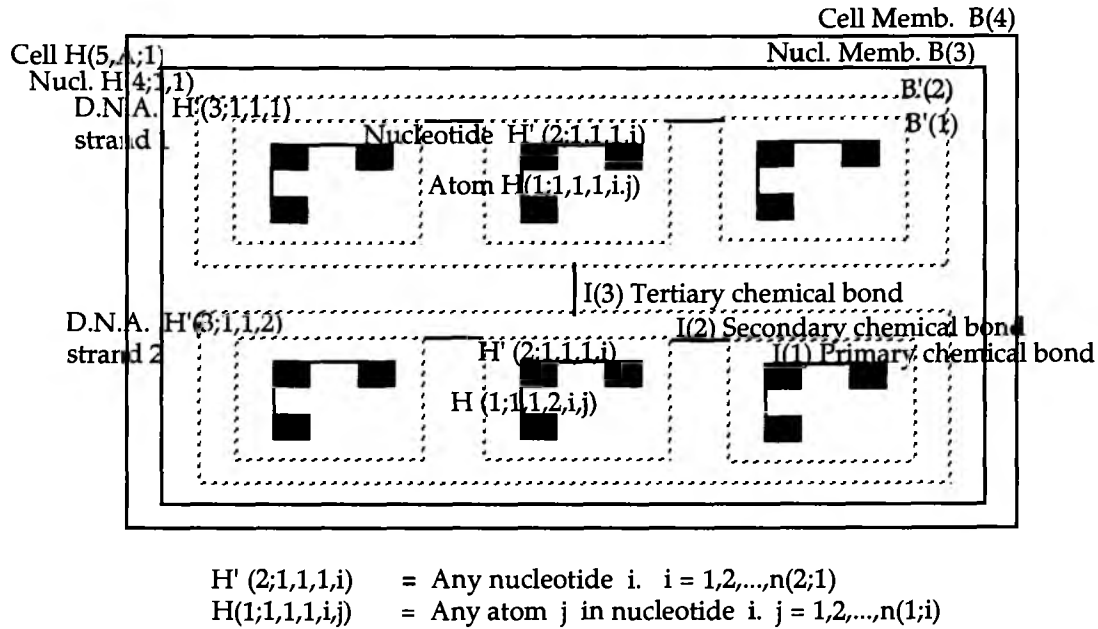 Cell Memb. B(4)
Cell H(5,A;1)
Nucl. Memb. B(3)
Nucl. H(4;1,1)
B'(2)
D.N.A. H'(3;1,1,1)
B'(1)
strand 1
Nucleotide H' (2;1,1,1,i)
Atom H(1;1,1,1,i.j)
I(3) Tertiary chemical bond
D.N.A. H'(3;1,1,2)
I(2) Secondary chemical bond
strand 2
H' (2;1,1,1,i)
I(1) Primary chemical bond
H (1;1,1,2,i,j)
H' (2;1,1,1,i) = Any nucleotide i. i = 1,2,...,n(2;1)
H(1;1,1,1,i,j) = Any atom j in nucleotide i. j = 1,2,...,n(1;i)